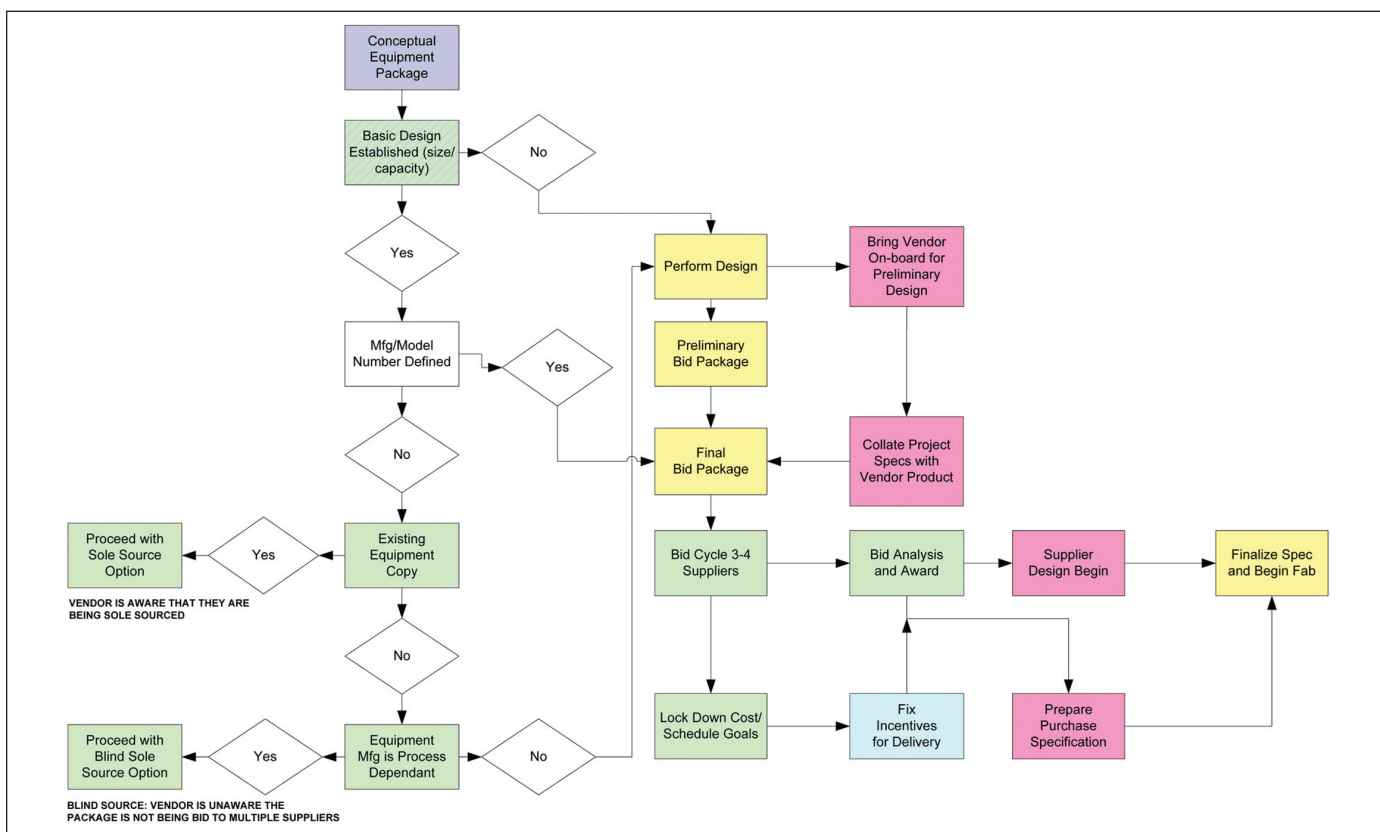 Conceptual
Equipment
Package
Basic Design
Established (size/
capacity)
No
Yes
Perform Design
Bring Vendor
On-board for
Preliminary
Design
Mfg/Model
Number Defined
Yes
Preliminary
Bid Package
No
Final
Bid Package
Collate Project
Specs with
Vendor Product
Proceed with
Sole Source
Option
Yes
Existing
Equipment
Copy
Bid Cycle 3-4
Suppliers
Bid Analysis
and Award
Supplier
Design Begin
Finalize Spec
and Begin Fab
VENDOR IS AWARE THAT THEY ARE
BEING SOLE SOURCED
No
Proceed with
Blind Sole
Source Option
Yes
Equipment
Mfg is Process
Dependant
No
Lock Down Cost/
Schedule Goals
Fix
Incentives
for Delivery
Prepare
Purchase
Specification
BLIND SOURCE: VENDOR IS UNAWARE THE
PACKAGE IS NOT BEING BID TO MULTIPLE SUPPLIERS